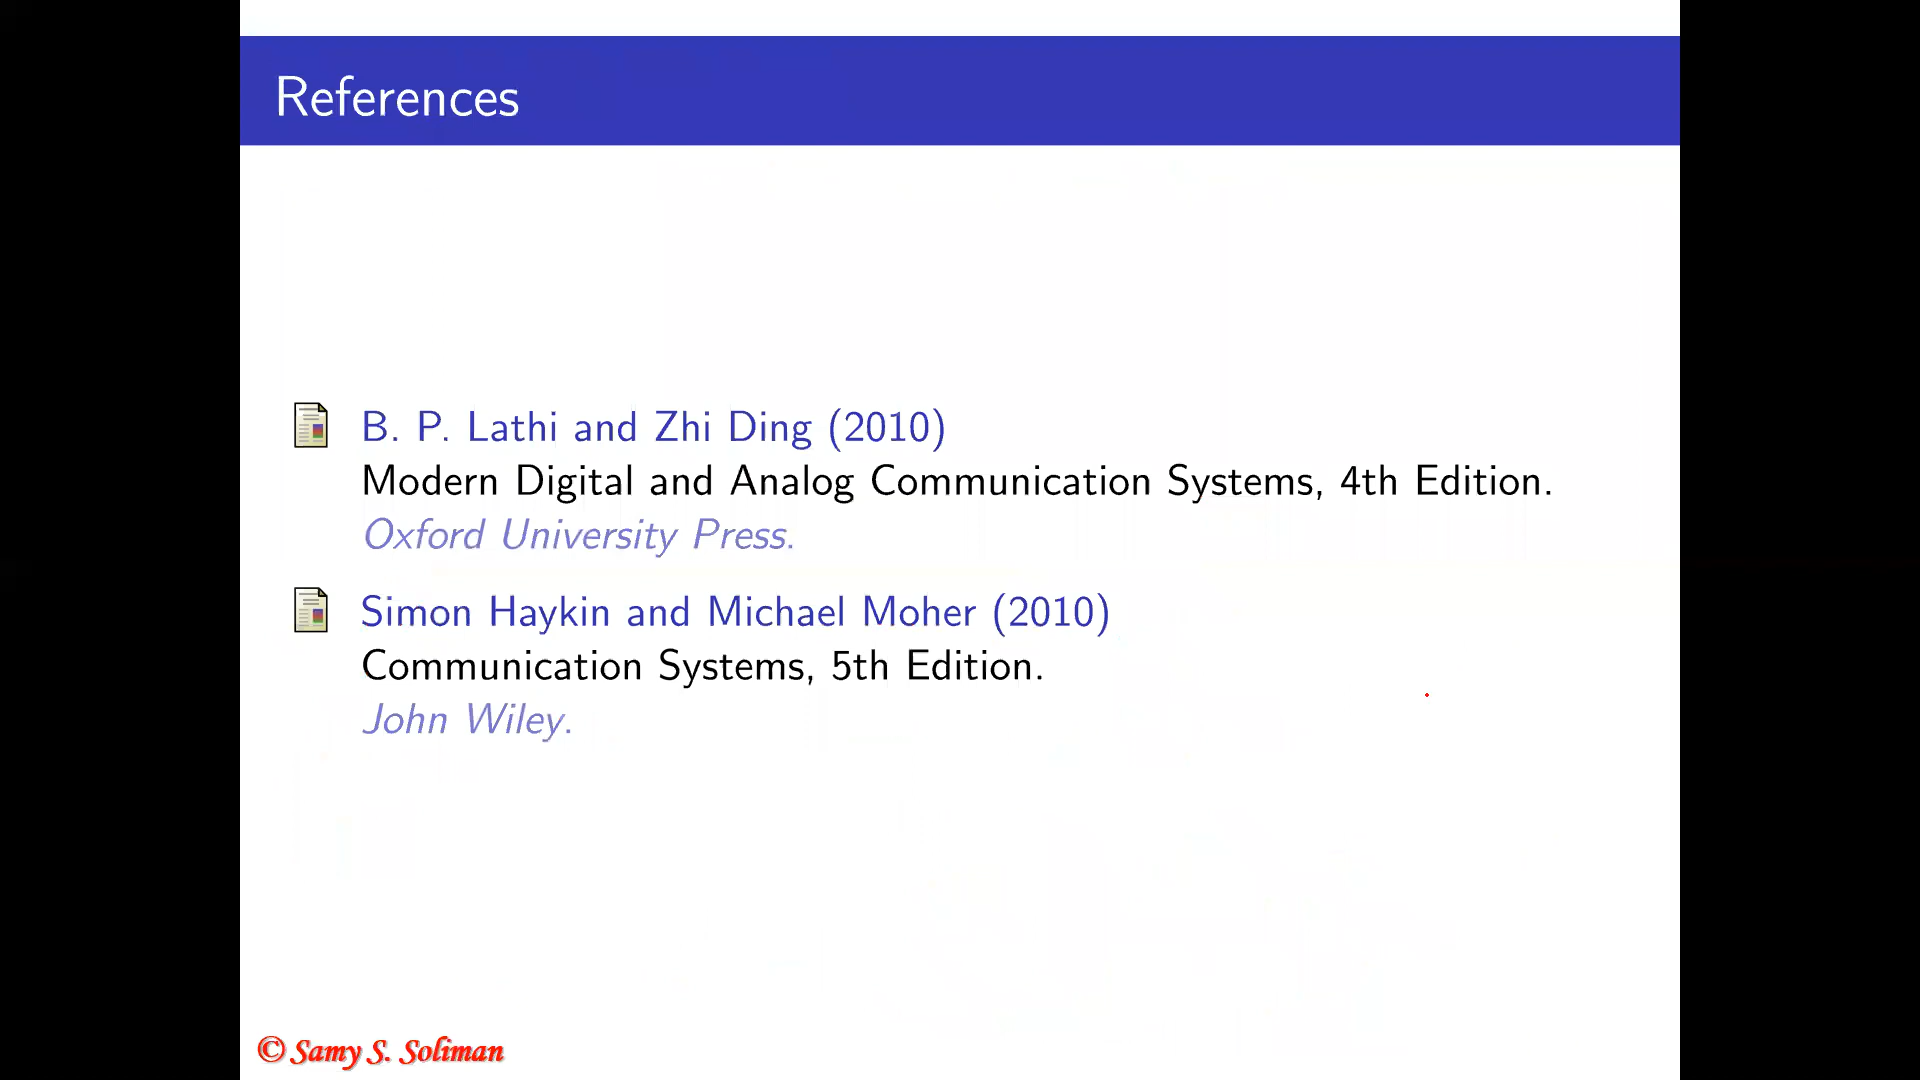 References
B. P. Lathi and Zhi Ding (2010)
Modern Digital and Analog Communication Systems, 4th Edition.
Oxford University Press.
Simon Haykin and Michael Moher (2010)
Communication Systems, 5th Edition.
John Wiley.
© Samy S. Soliman